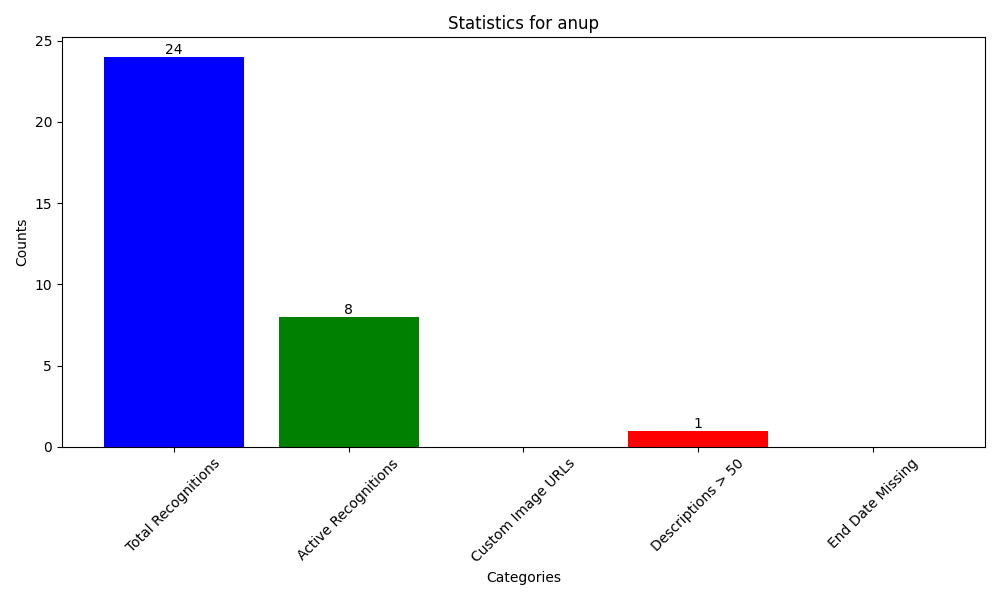 Statistics for anup
25
20
15
10
5
0
Counts
24
8
1
Total Recognitions
Active Recognitions
Custom Image URLs
Descriptions > 50
End Date Missing
Categories